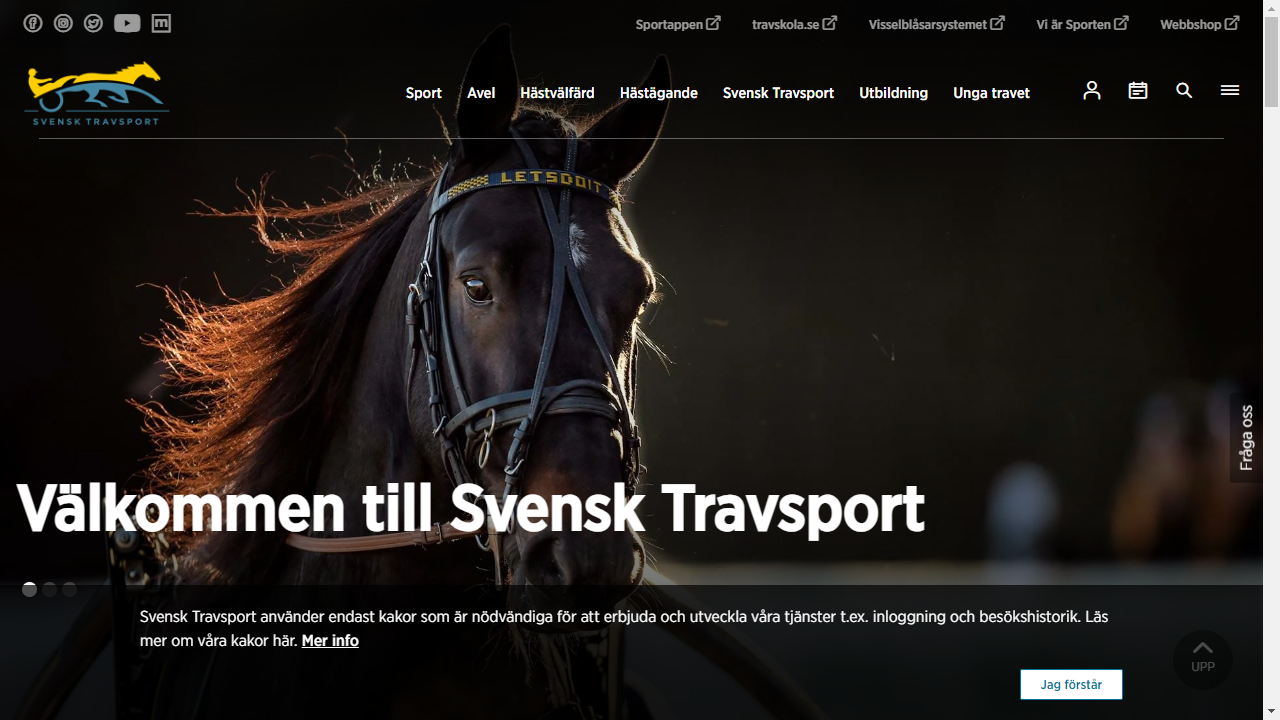 Sportappen
travskola.se
Visselblåsarsystemet
Vi är Sporten
Webbshop
SVENSK TRAVSPORT
Sport
Avel
Hästvälfärd
Hästägande
Svensk Travsport
Utbildning
Unga travet
LETSDOIT
Fråga oss
Välkommen till Svensk Travsport
Svensk Travsport använder endast kakor som är nödvändiga för att erbjuda och utveckla våra tjänster t.ex. inloggning och besökshistorik. Läs
mer om våra kakor här. Mer info
UPP
Jag förstår